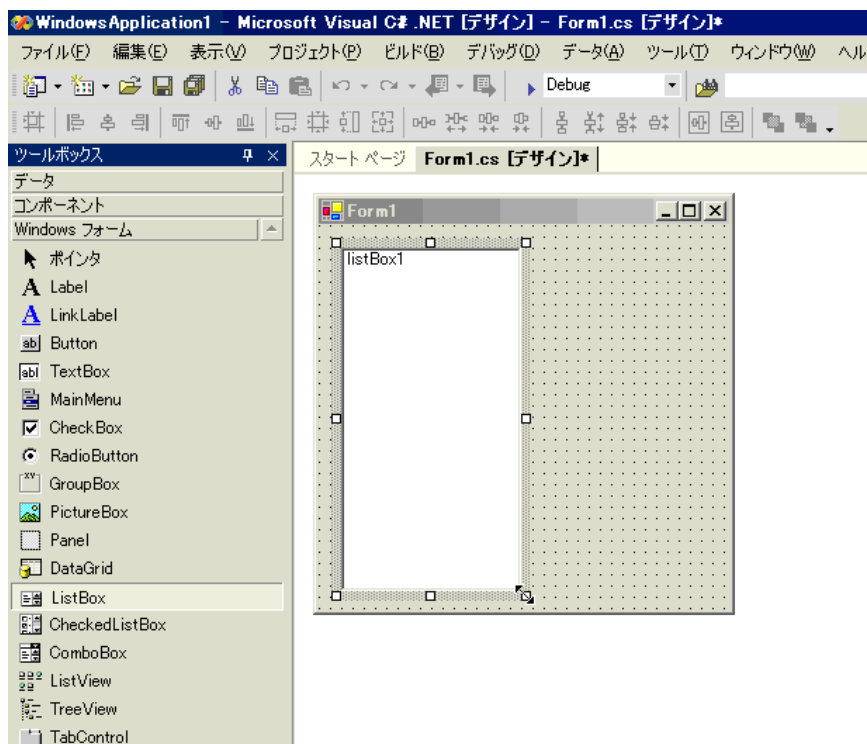 WindowsApplication1 - Microsoft Visual C# .NET [デザイン] - Form1.cs [デザイン]*
ファイル(F) 編集(E) 表示(V) プロジェクト(P) ビルド(B) デバッグ(D) データ(A) ツール(T) ウィンドウ(W) ヘル
Debug
ツールボックス
スタート ページ Form1.cs [デザイン]*
データ
コンポーネント
Windows フォーム
ポインタ
Label
LinkLabel
Button
TextBox
MainMenu
CheckBox
RadioButton
GroupBox
PictureBox
Panel
DataGrid
ListBox
CheckedListBox
ComboBox
ListView
TreeView
TabControl
Form1
listBox1